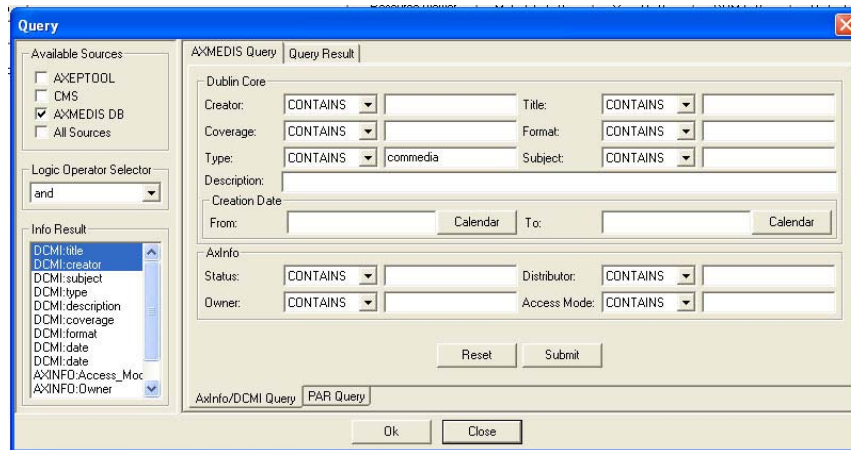 Query
Available Sources
AXEPTOOL
CMS
AXMEDIS DB
All Sources
Logic Operator Selector
and
Info Result
DCMI:title
DCMI:creator
DCMI:subject
DCMI:type
DCMI:description
DCMI:coverage
DCMI:format
DCMI:date
DCMI:date
AXINFO:Access_Moc
AXINFO:Owner
AXMEDIS Query Query Result
Dublin Core
Creator: CONTAINS Title: CONTAINS
Coverage: CONTAINS Format: CONTAINS
Type: CONTAINS commedia Subject: CONTAINS
Description:
Creation Date
From: Calendar To: Calendar
AxInfo
Status: CONTAINS Distributor: CONTAINS
Owner: CONTAINS Access Mode: CONTAINS
Reset Submit
AxInfo/DCMI Query PAR Query
Ok Close